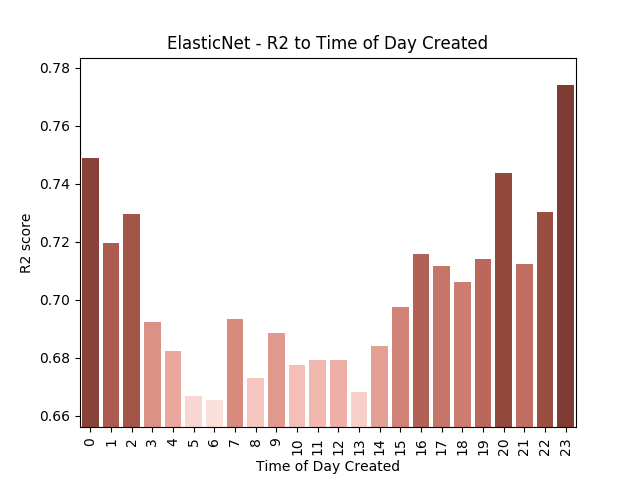 ElasticNet - R2 to Time of Day Created
0.78
0.76
0.74
0.72
0.70
0.68
0.66
R2 score
0 1 2 3 4 5 6 7 8 9 10 11 12 13 14 15 16 17 18 19 20 21 22 23
Time of Day Created